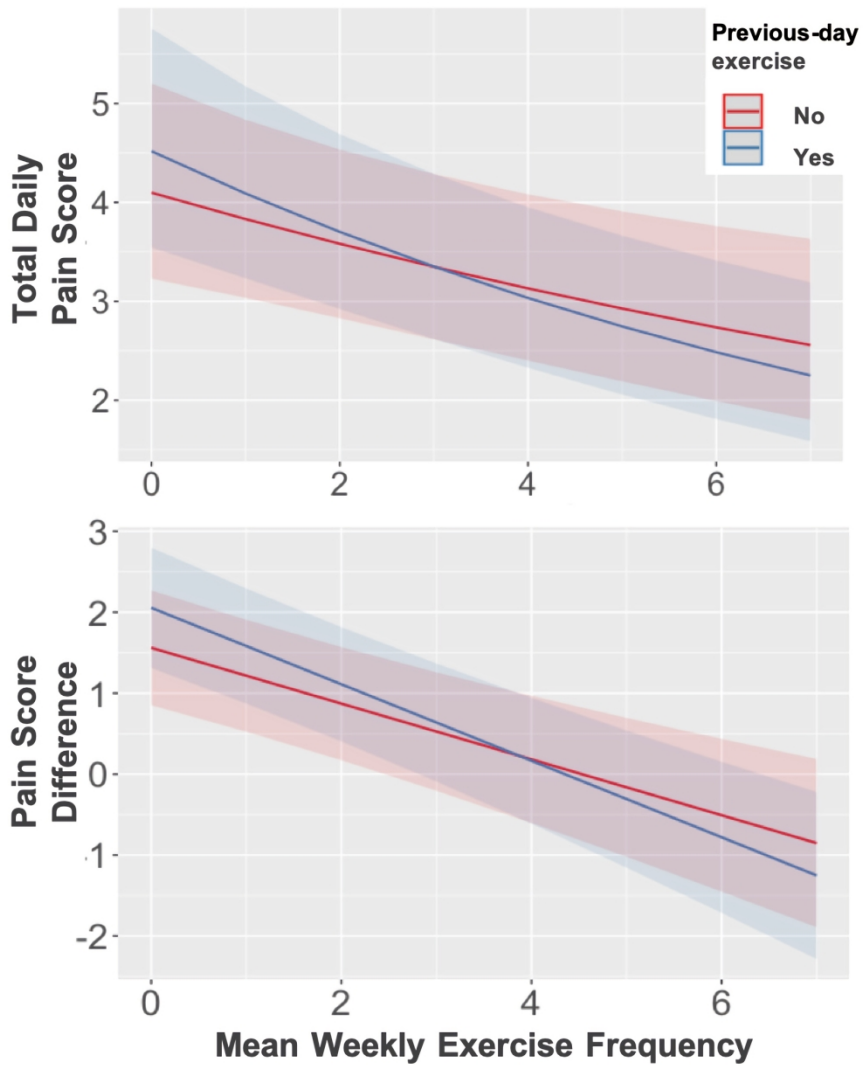 Previous-day
exercise
No
Yes
Total Daily
Pain Score
5
4
3
2
0 2 4 6
Pain Score
Difference
3
2
1
0
-1
-2
0 2 4 6
Mean Weekly Exercise Frequency